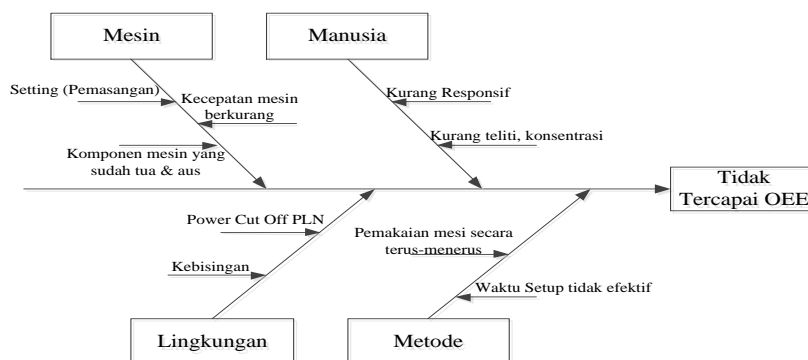 Mesin
Manusia
Setting (Pemasangan)
Kecepatan mesin
berkurang
Komponen mesin yang
sudah tua & aus
Kurang Responsif
Kurang teliti, konsentrasi
Tidak
Tercapai OEE
Power Cut Off PLN
Kebisingan
Pemakaian mesi secara
terus-menerus
Waktu Setup tidak efektif
Lingkungan
Metode